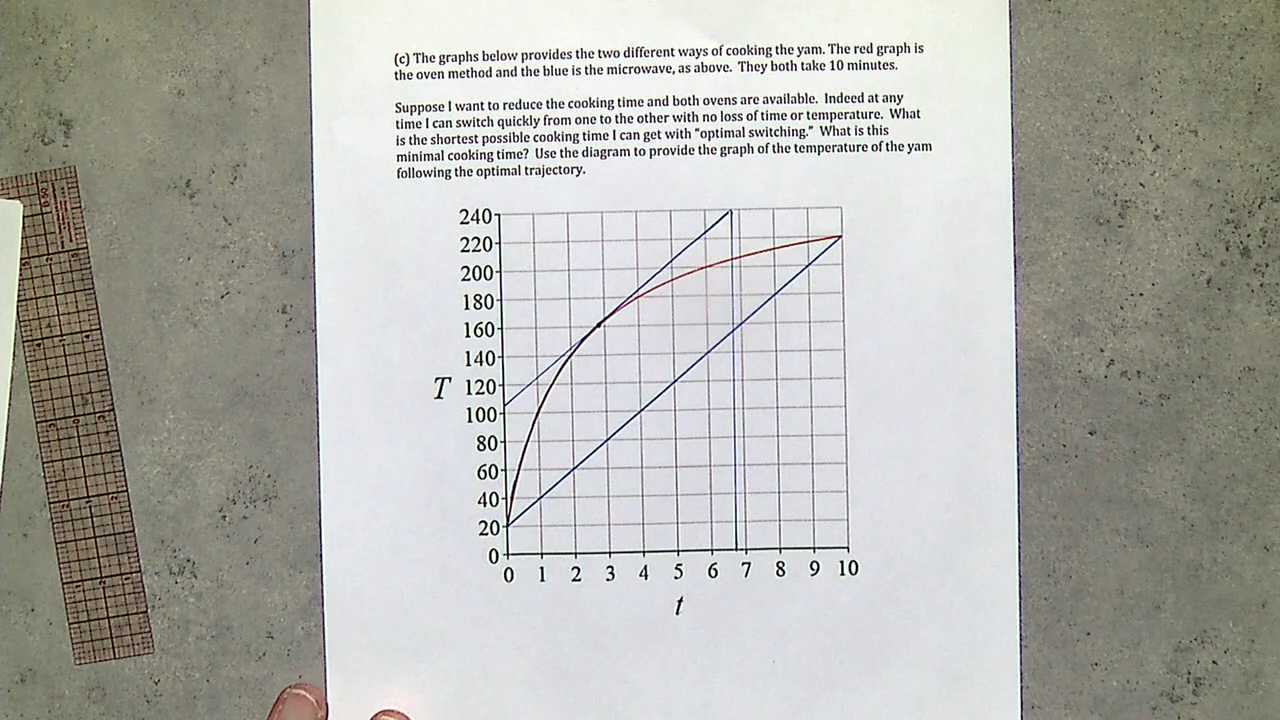 (c) The graphs below provides the two different ways of cooking the yam. The red graph is
the oven method and the blue is the microwave, as above. They both take 10 minutes.
Suppose I want to reduce the cooking time and both ovens are available. Indeed at any
time I can switch quickly from one to the other with no loss of time or temperature. What
is the shortest possible cooking time I can get with "optimal switching." What is this
minimal cooking time? Use the diagram to provide the graph of the temperature of the yam
following the optimal trajectory.
240
220
200
180
160
140
T 120
100
80
60
40
20
0
0 1 2 3 4 5 6 7 8 9 10
t